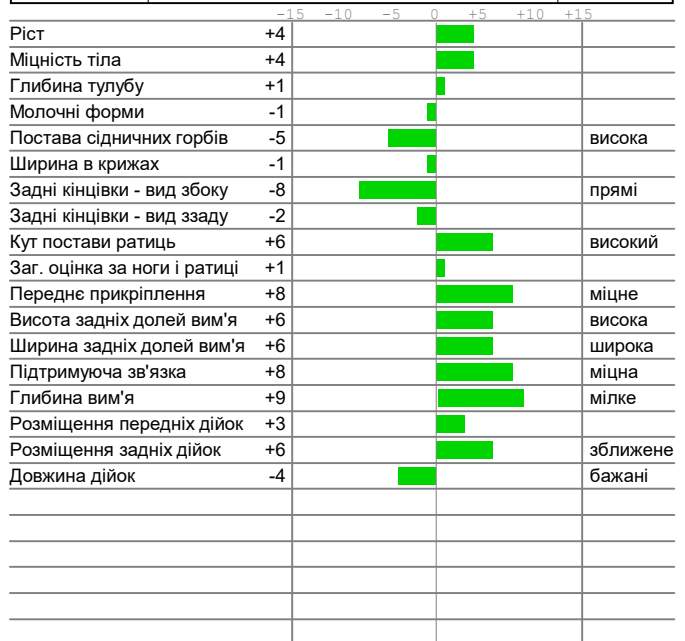 -15 -10 -5 0 +5 +10 +15
Ріст +4
Міцність тіла +4
Глибина тулубу +1
Молочні форми -1
Постава сідничних горбів -5 висока
Ширина в крижах -1
Задні кінцівки - вид збоку -8 прямі
Задні кінцівки - вид ззаду -2
Кут постави ратиць +6 високий
Заг. оцінка за ноги і ратиці +1
Переднє прикріплення +8 міцне
Висота задніх долей вим'я +6 висока
Ширина задніх долей вим'я +6 широка
Підтримуюча зв'язка +8 міцна
Глибина вим'я +9 мілке
Розміщення передніх дійок +3
Розміщення задніх дійок +6 зближене
Довжина дійок -4 бажані